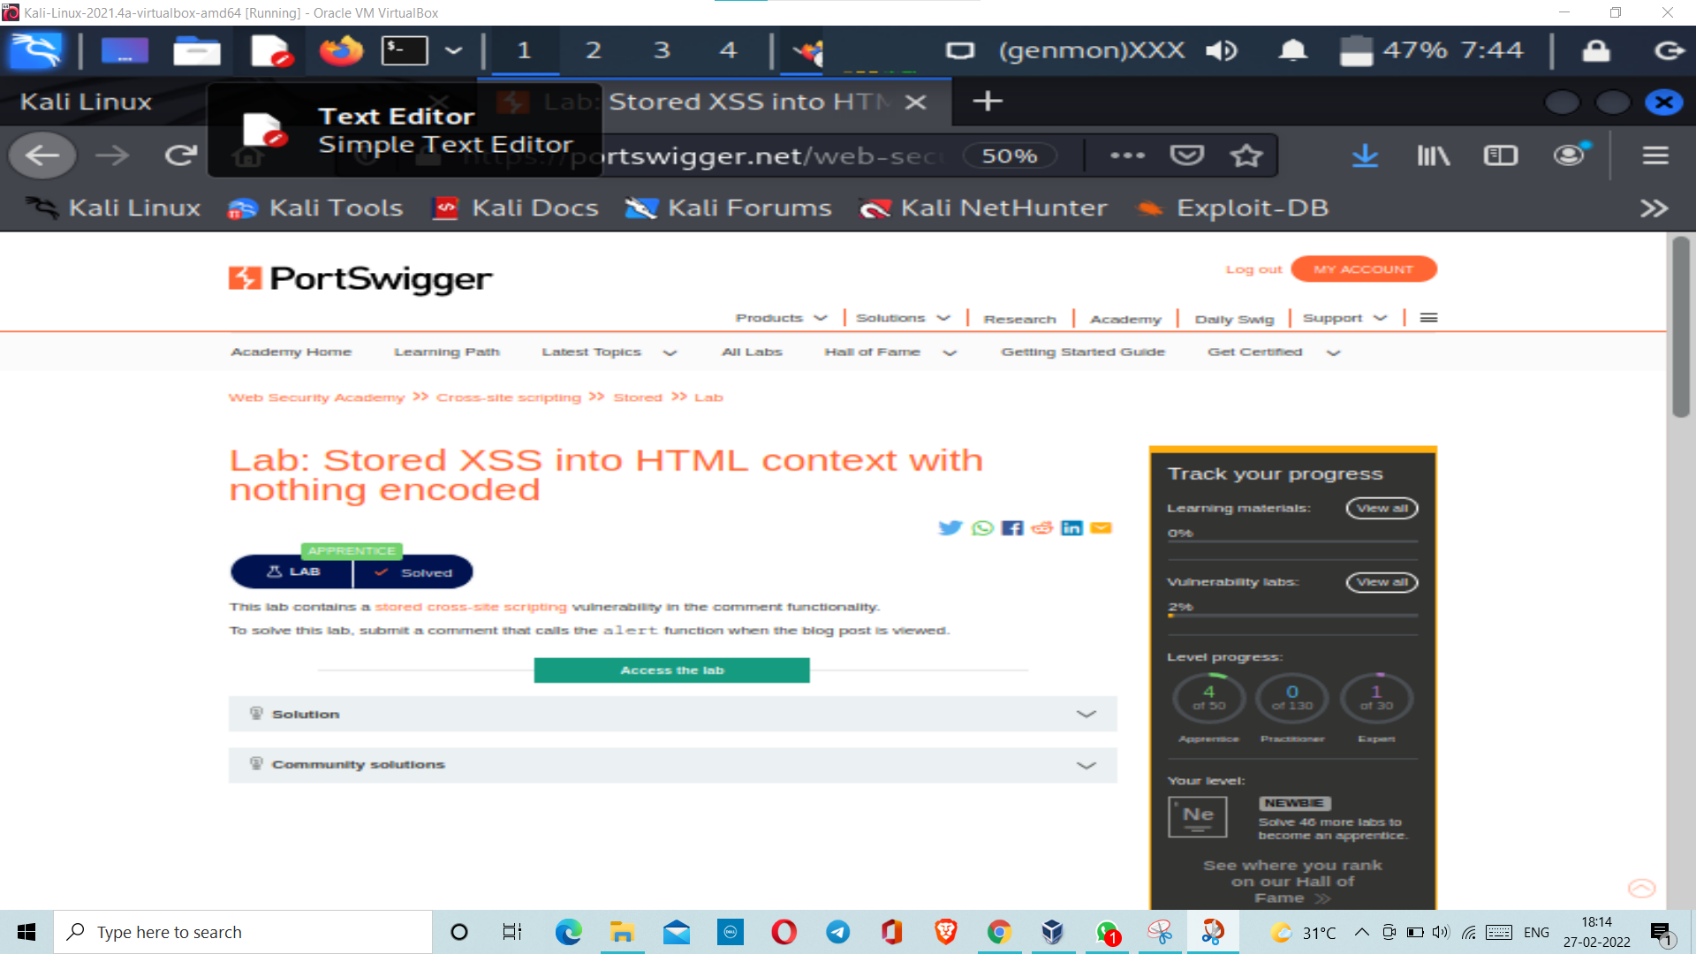 Kali-Linux-2021.4a-virtualbox-amd64 [Running] - Oracle VM VirtualBox
$-
1 2 3 4
(genmon)XXX
47% 7:44
Kali Linux
Lab: Stored XSS into HTM
Text Editor
Simple Text Editor
https://portswigger.net/web-sec
50%
Kali Linux
Kali Tools
Kali Docs
Kali Forums
Kali NetHunter
Exploit-DB
PortSwigger
Log out
MY ACCOUNT
Products
Solutions
Research
Academy
Daily Swig
Support
Academy Home
Learning Path
Latest Topics
All Labs
Hall of Fame
Getting Started Guide
Get Certified
Web Security Academy >> Cross-site scripting >> Stored >> Lab
Lab: Stored XSS into HTML context with
nothing encoded
APPRENTICE
LAB
Solved
This lab contains a stored cross-site scripting vulnerability in the comment functionality.
To solve this lab, submit a comment that calls the alert function when the blog post is viewed.
Access the lab
Solution
Community solutions
Track your progress
Learning materials:
View all
0%
Vulnerability labs:
View all
2%
Level progress:
4
of 50
Apprentice
0
of 130
Practitioner
1
of 30
Expert
Your level:
Ne
NEWBIE
Solve 46 more labs to
become an apprentice.
See where you rank
on our Hall of
Fame >>
Type here to search
DELL
1
31°C
ENG
18:14
27-02-2022
1